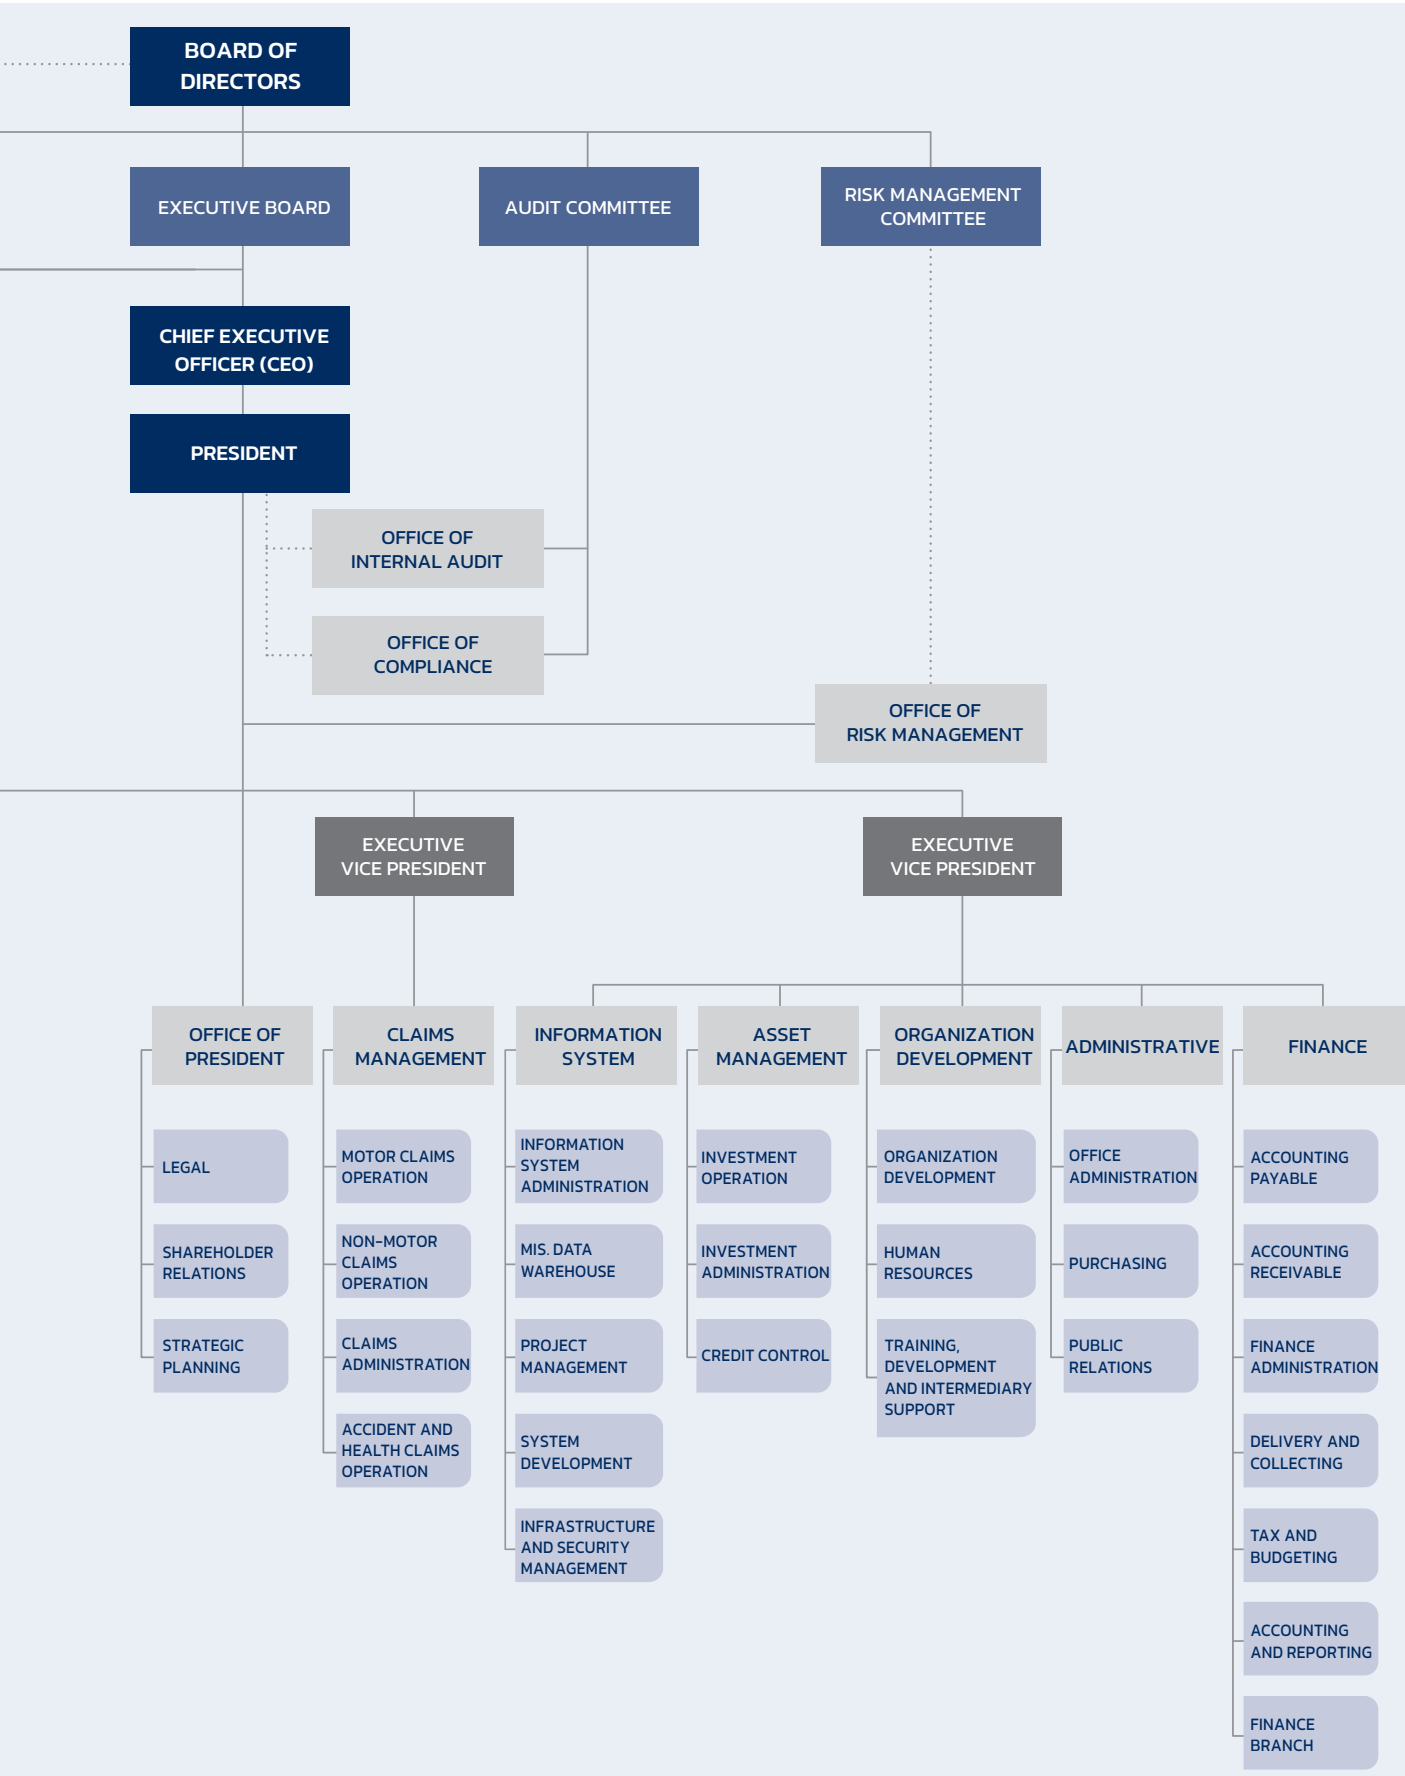 BOARD OF
DIRECTORS
EXECUTIVE BOARD
AUDIT COMMITTEE
RISK MANAGEMENT
COMMITTEE
CHIEF EXECUTIVE
OFFICER (CEO)
PRESIDENT
OFFICE OF
INTERNAL AUDIT
OFFICE OF
COMPLIANCE
OFFICE OF
RISK MANAGEMENT
EXECUTIVE
VICE PRESIDENT
EXECUTIVE
VICE PRESIDENT
OFFICE OF
PRESIDENT
LEGAL
SHAREHOLDER
RELATIONS
STRATEGIC
PLANNING
CLAIMS
MANAGEMENT
MOTOR CLAIMS
OPERATION
NON-MOTOR
CLAIMS
OPERATION
CLAIMS
ADMINISTRATION
ACCIDENT AND
HEALTH CLAIMS
OPERATION
INFORMATION
SYSTEM
INFORMATION
SYSTEM
ADMINISTRATION
MIS. DATA
WAREHOUSE
PROJECT
MANAGEMENT
SYSTEM
DEVELOPMENT
INFRASTRUCTURE
AND SECURITY
MANAGEMENT
ASSET
MANAGEMENT
INVESTMENT
OPERATION
INVESTMENT
ADMINISTRATION
CREDIT CONTROL
ORGANIZATION
DEVELOPMENT
ORGANIZATION
DEVELOPMENT
HUMAN
RESOURCES
TRAINING,
DEVELOPMENT
AND INTERMEDIARY
SUPPORT
ADMINISTRATIVE
OFFICE
ADMINISTRATION
PURCHASING
PUBLIC
RELATIONS
FINANCE
ACCOUNTING
PAYABLE
ACCOUNTING
RECEIVABLE
FINANCE
ADMINISTRATION
DELIVERY AND
COLLECTING
TAX AND
BUDGETING
ACCOUNTING
AND REPORTING
FINANCE
BRANCH